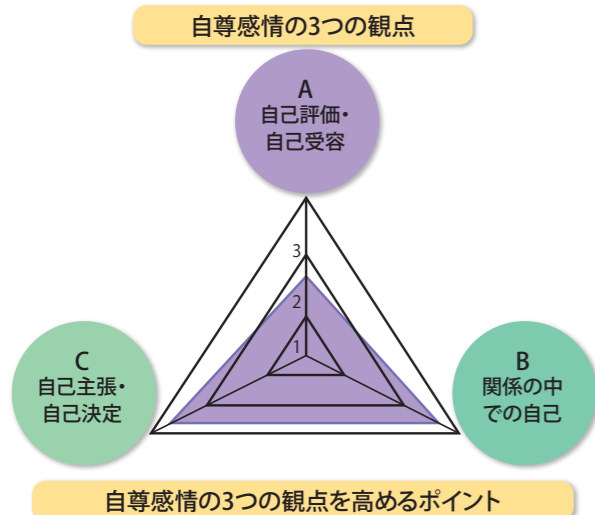 自尊感情の3つの観点
A
自己評価・
自己受容
3
2
1
C
自己主張・
自己決定
B
関係の中
での自己
自尊感情の3つの観点を高めるポイント